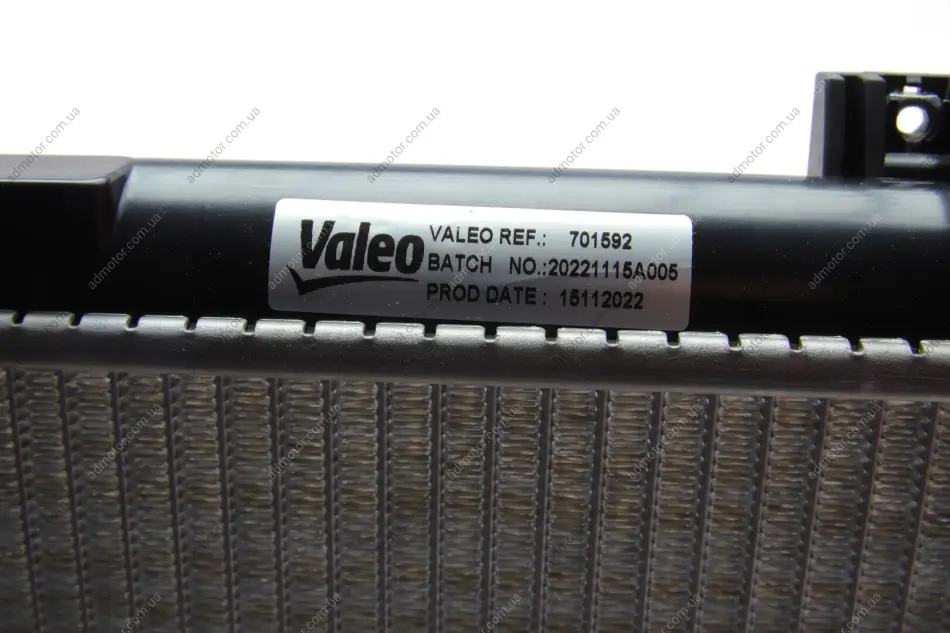 Valeo
VALEO REF.: 701592
BATCH NO.:20221115A005
PROD DATE : 15112022
admotor.com.ua